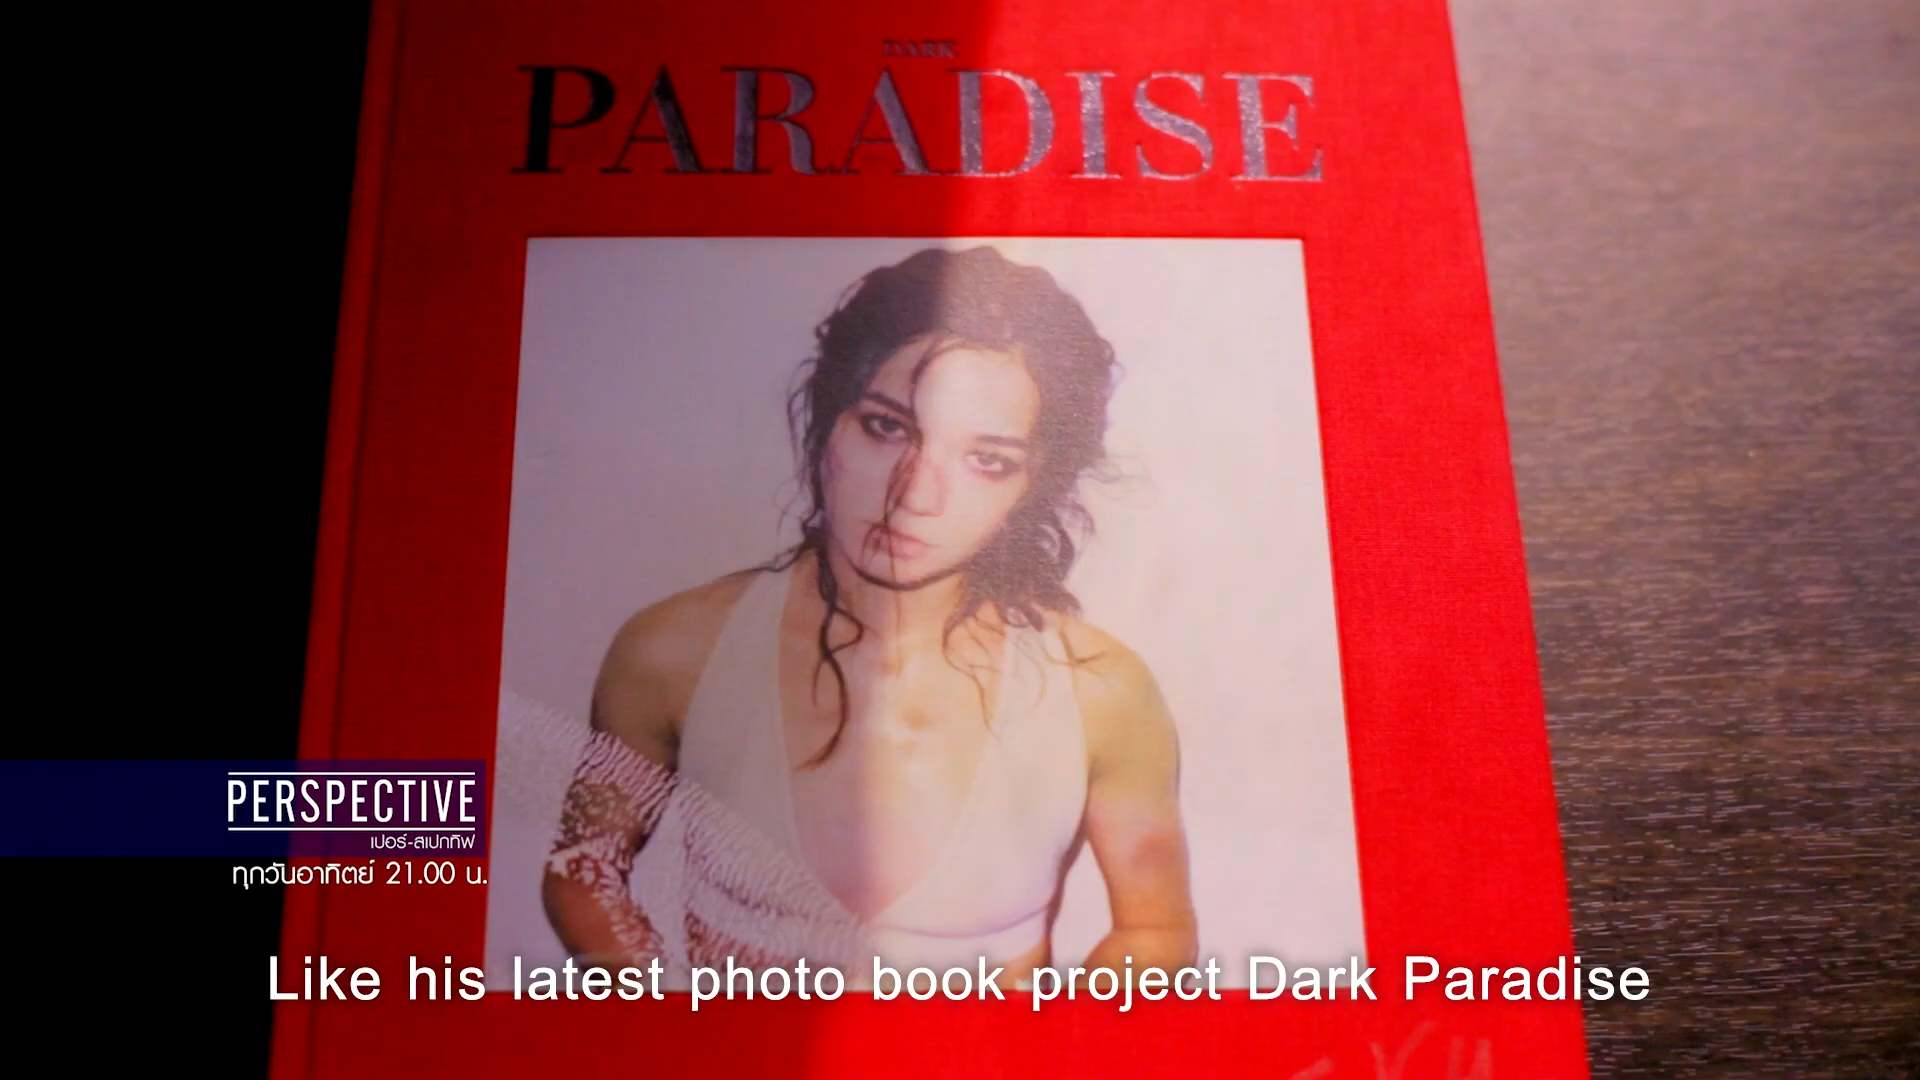 DARK
PARADISE
PERSPECTIVE
เปอร์-สเปกทิฟ
ทุกวันอาทิตย์ 21.00 น.
Like his latest photo book project Dark Paradise